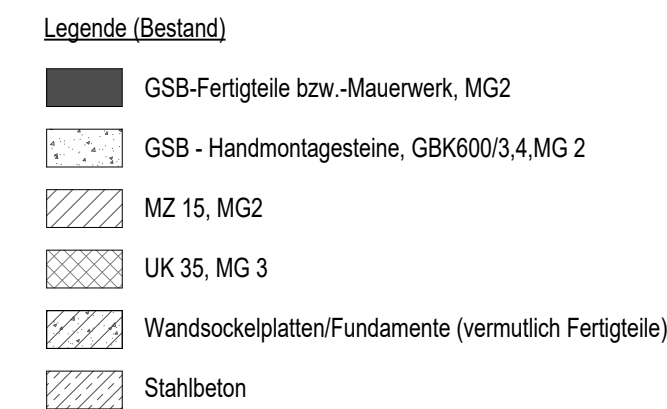 Legende (Bestand)
GSB-Fertigteile bzw.-Mauerwerk, MG2
GSB - Handmontagesteine, GBK600/3,4,MG 2
MZ 15, MG2
UK 35, MG 3
Wandsockelplatten/Fundamente (vermutlich Fertigteile)
Stahlbeton